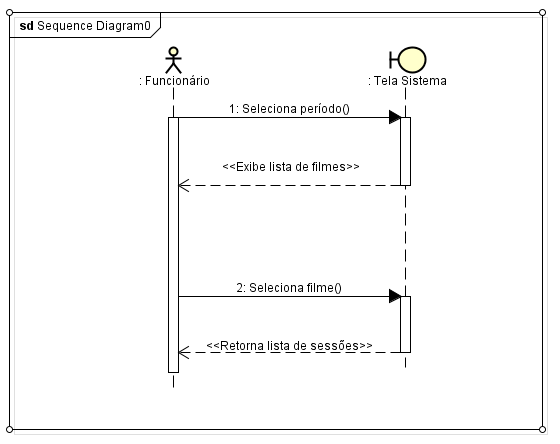 sd Sequence Diagram0
: Funcionário
: Tela Sistema
1: Seleciona período()
<<Exibe lista de filmes>>
2: Seleciona filme()
<<Retorna lista de sessões>>